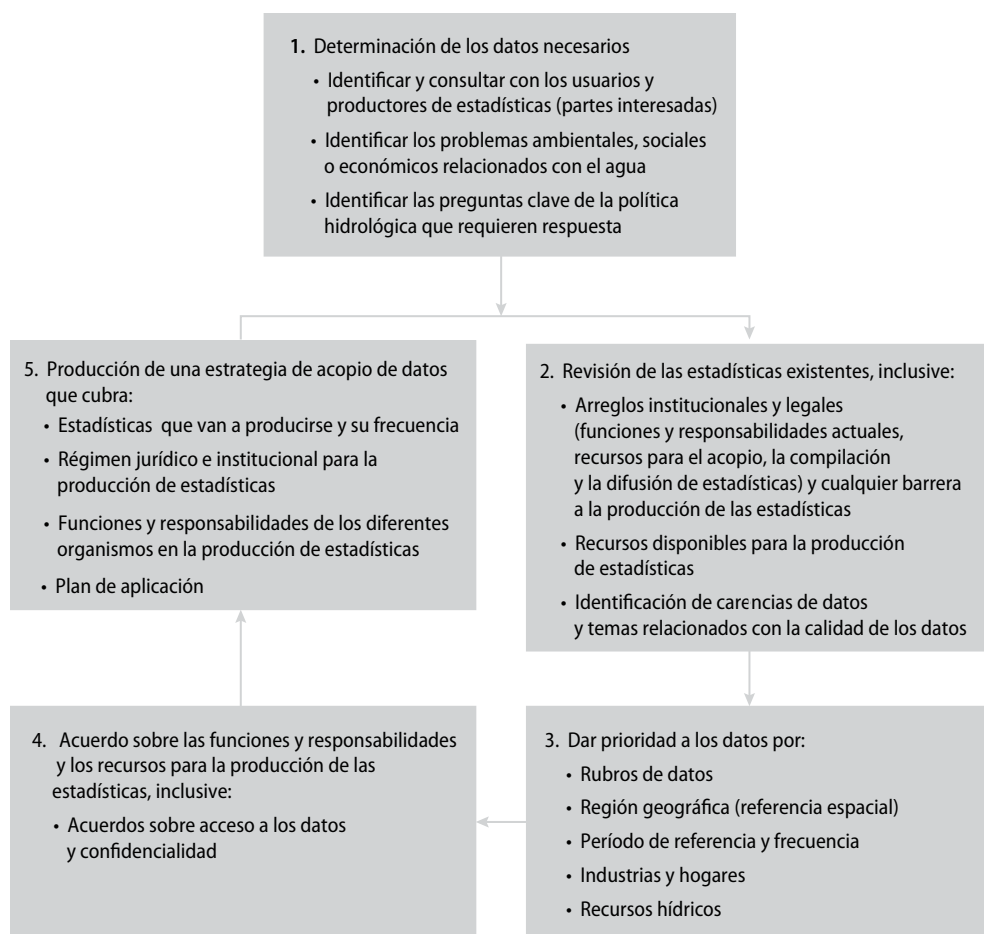 1. Determinación de los datos necesarios
• Identificar y consultar con los usuarios y
productores de estadísticas (partes interesadas)
• Identificar los problemas ambientales, sociales
o económicos relacionados con el agua
• Identificar las preguntas clave de la política
hidrológica que requieren respuesta
2. Revisión de las estadísticas existentes, inclusive:
• Arreglos institucionales y legales
(funciones y responsabilidades actuales,
recursos para el acopio, la compilación
y la difusión de estadísticas) y cualquier barrera
a la producción de las estadísticas
• Recursos disponibles para la producción
de estadísticas
• Identificación de carencias de datos
y temas relacionados con la calidad de los datos
3. Dar prioridad a los datos por:
• Rubros de datos
• Región geográfica (referencia espacial)
• Período de referencia y frecuencia
• Industrias y hogares
• Recursos hídricos
4. Acuerdo sobre las funciones y responsabilidades
y los recursos para la producción de las
estadísticas, inclusive:
• Acuerdos sobre acceso a los datos
y confidencialidad
5. Producción de una estrategia de acopio de datos
que cubra:
• Estadísticas que van a producirse y su frecuencia
• Régimen jurídico e institucional para la
producción de estadísticas
• Funciones y responsabilidades de los diferentes
organismos en la producción de estadísticas
• Plan de aplicación